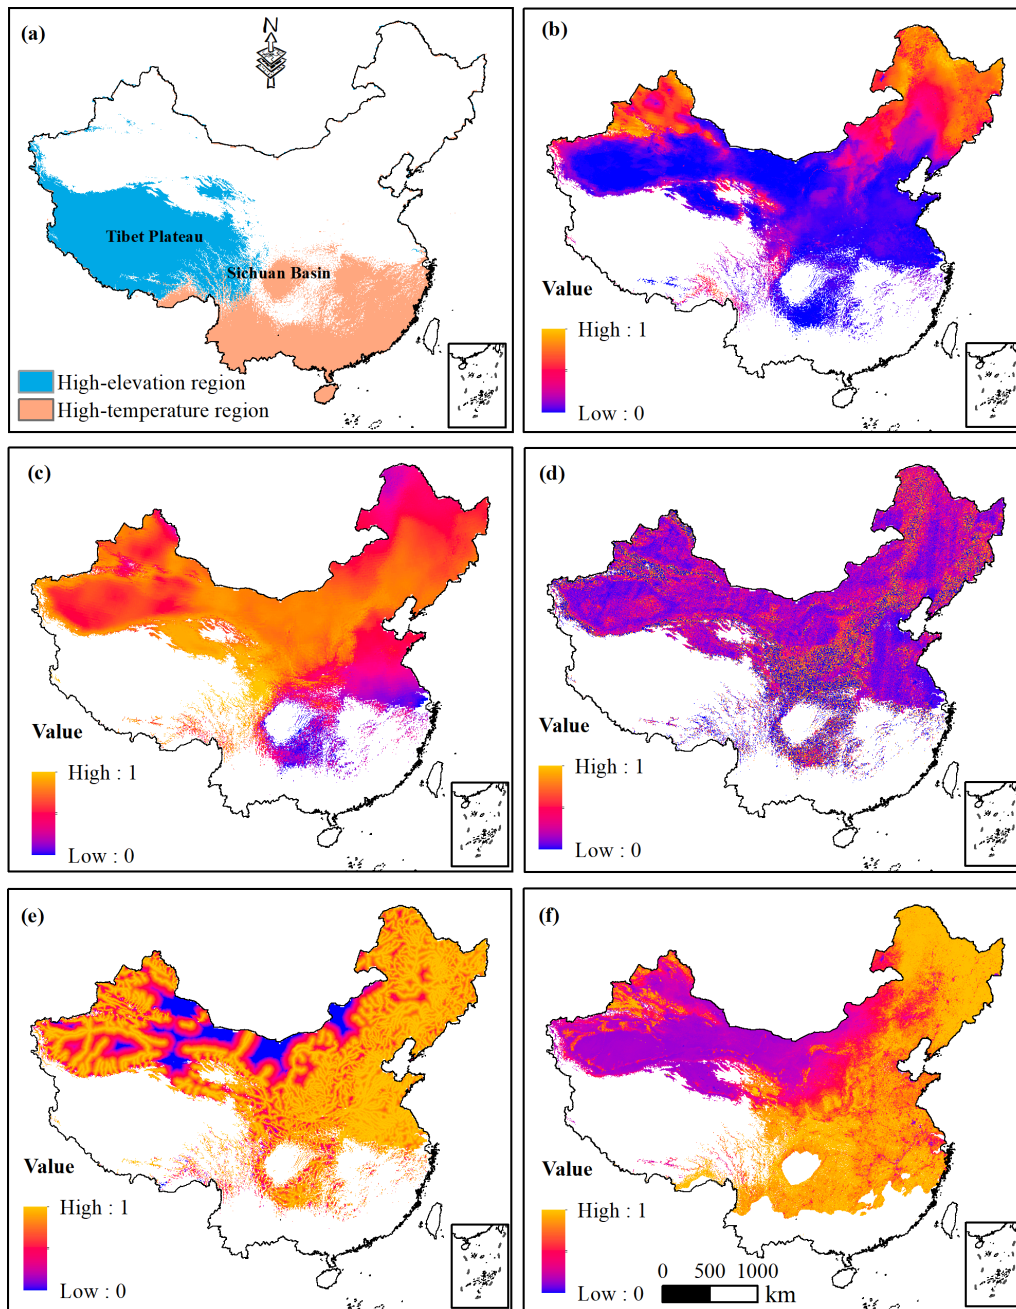 (a)
N
Tibet Plateau
Sichuan Basin
High-elevation region
High-temperature region
(b)
Value
High : 1
Low : 0
(c)
Value
High : 1
Low : 0
(d)
Value
High : 1
Low : 0
(e)
Value
High : 1
Low : 0
(f)
Value
High : 1
Low : 0
0 500 1000
km